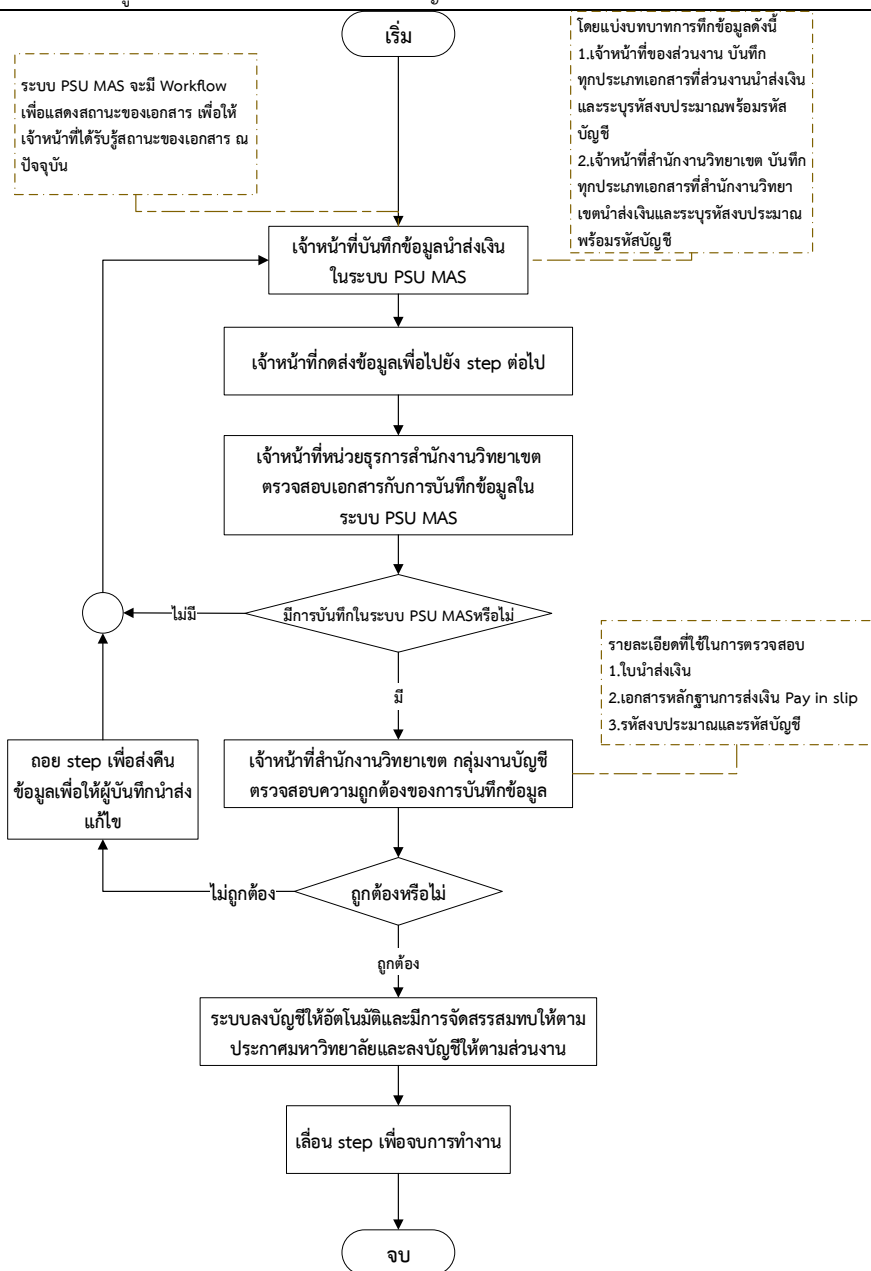 เริ่ม
โดยแบ่งบทบาทการทึกข้อมูลดังนี้
1.เจ้าหน้าที่ของส่วนงาน บันทึก
ทุกประเภทเอกสารที่ส่วนงานนำส่งเงิน
และระบุรหัสงบประมาณพร้อมรหัส
บัญชี
2.เจ้าหน้าที่สำนักงานวิทยาเขต บันทึก
ทุกประเภทเอกสารที่สำนักงานวิทยา
เขตนำส่งเงินและระบุรหัสงบประมาณ
พร้อมรหัสบัญชี
ระบบ PSU MAS จะมี Workflow
เพื่อแสดงสถานะของเอกสาร เพื่อให้
เจ้าหน้าที่ได้รับรู้สถานะของเอกสาร ณ
ปัจจุบัน
เจ้าหน้าที่บันทึกข้อมูลนำส่งเงิน
ในระบบ PSU MAS
เจ้าหน้าที่กดส่งข้อมูลเพื่อไปยัง step ต่อไป
เจ้าหน้าที่หน่วยธุรการสำนักงานวิทยาเขต
ตรวจสอบเอกสารกับการบันทึกข้อมูลใน
ระบบ PSU MAS
ไม่มี
มีการบันทึกในระบบ PSU MASหรือไม่
มี
รายละเอียดที่ใช้ในการตรวจสอบ
1.ใบนำส่งเงิน
2.เอกสารหลักฐานการส่งเงิน Pay in slip
3.รหัสงบประมาณและรหัสบัญชี
ถอย step เพื่อส่งคืน
ข้อมูลเพื่อให้ผู้บันทึกนำส่ง
แก้ไข
เจ้าหน้าที่สำนักงานวิทยาเขต กลุ่มงานบัญชี
ตรวจสอบความถูกต้องของการบันทึกข้อมูล
ไม่ถูกต้อง
ถูกต้องหรือไม่
ถูกต้อง
ระบบลงบัญชีให้อัตโนมัติและมีการจัดสรรสมทบให้ตาม
ประกาศมหาวิทยาลัยและลงบัญชีให้ตามส่วนงาน
เลื่อน step เพื่อจบการทำงาน
จบ